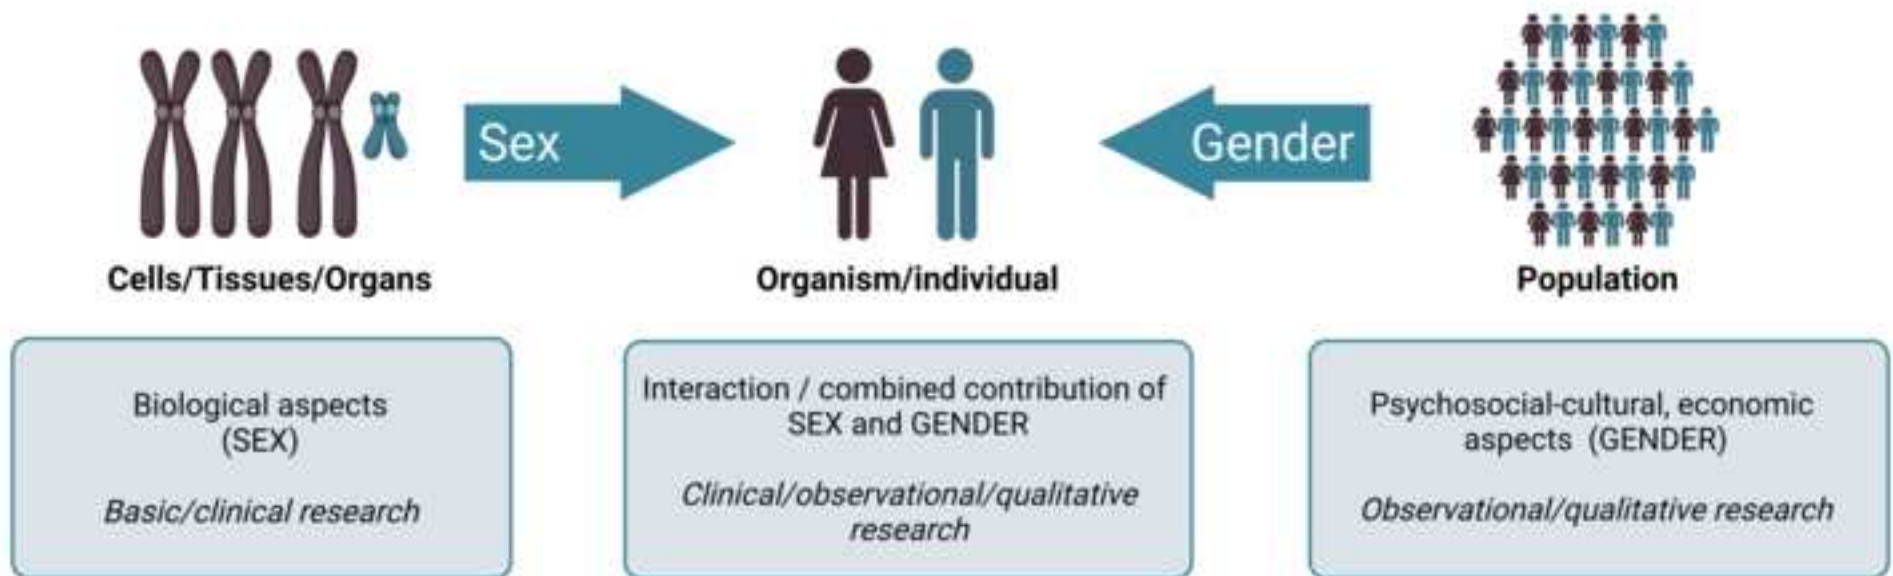 Sex
Gender
Cells/Tissues/Organs
Organism/individual
Population
Biological aspects
(SEX)
Basic/clinical research
Interaction / combined contribution of
SEX and GENDER
Clinical/observational/qualitative
research
Psychosocial-cultural, economic
aspects (GENDER)
Observational/qualitative research